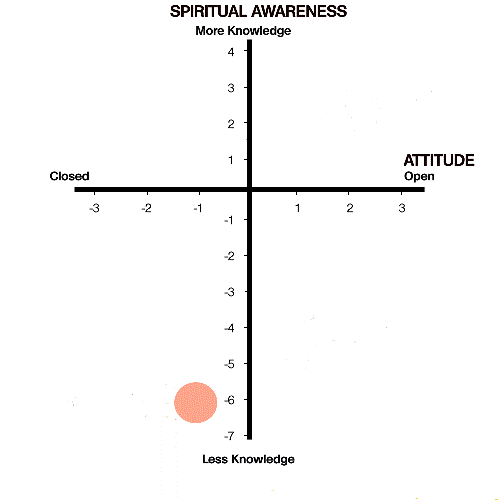 SPIRITUAL AWARENESS
More Knowledge
4
3
2
1
ATTITUDE
Closed
Open
-3 -2 -1 1 2 3
-1
-2
-3
-4
-5
-6
-7
Less Knowledge